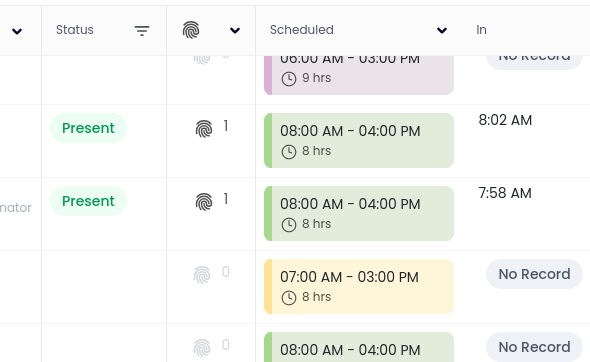 Status Scheduled In
06:00 AM - 03:00 PM No Record
9 hrs
Present 1 08:00 AM - 04:00 PM 8:02 AM
8 hrs
nator Present 1 08:00 AM - 04:00 PM 7:58 AM
8 hrs
0 07:00 AM - 03:00 PM No Record
8 hrs
0 08:00 AM - 04:00 PM No Record